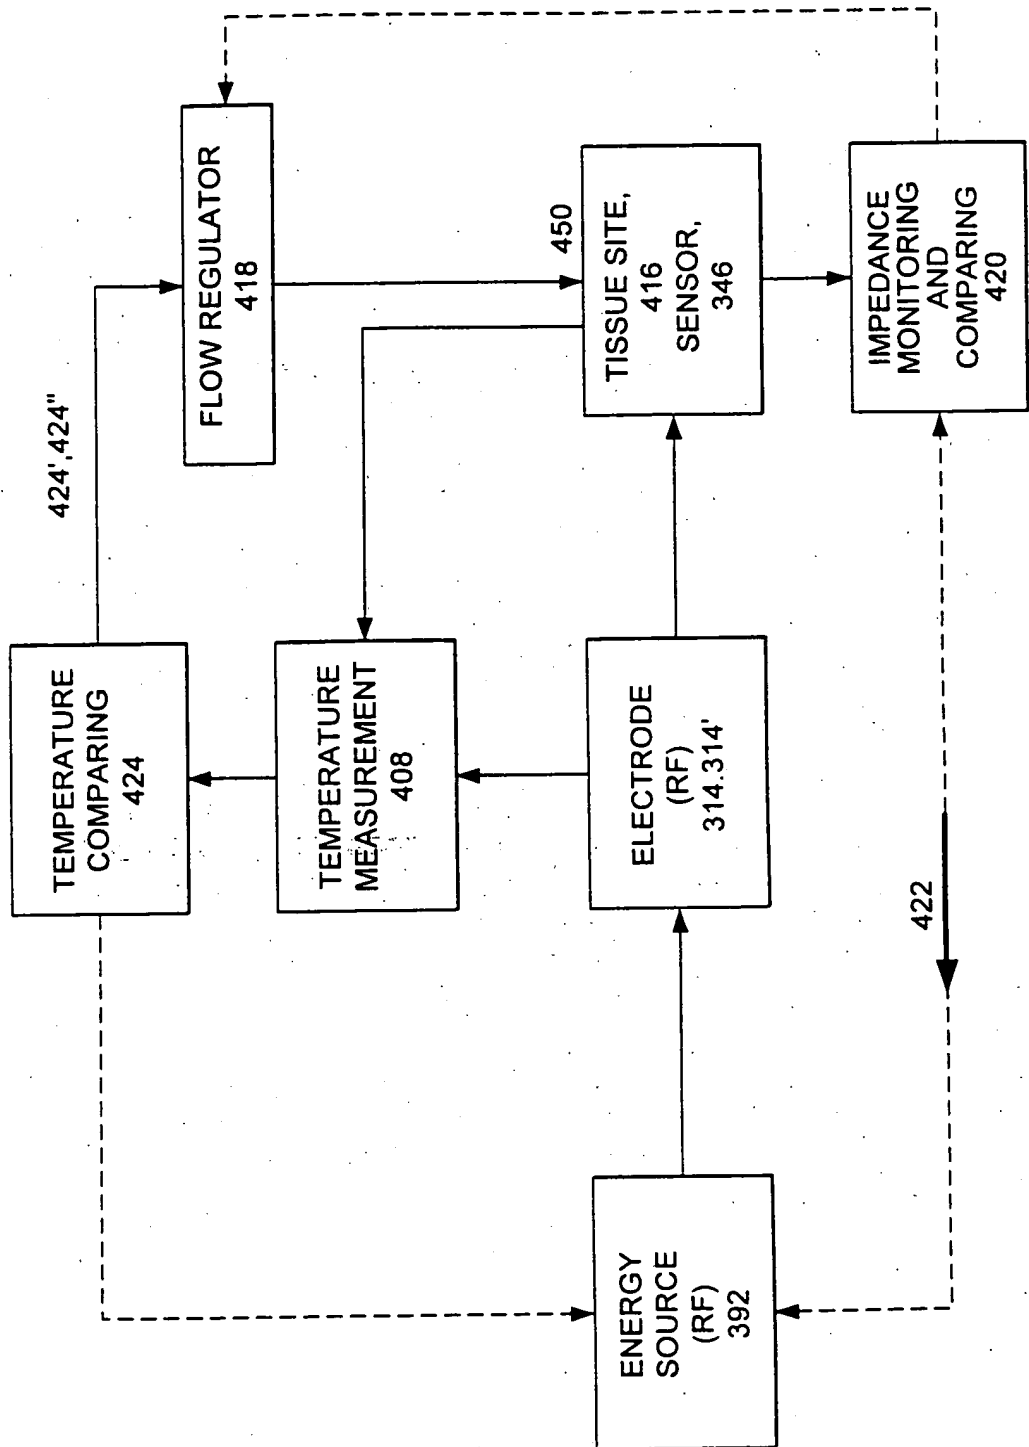 TEMPERATURE
COMPARING
424
424',424"
FLOW REGULATOR
418
TEMPERATURE
MEASUREMENT
408
450
ENERGY
SOURCE
(RF)
392
ELECTRODE
(RF)
314.314'
TISSUE SITE,
416
SENSOR,
346
422
IMPEDANCE
MONITORING
AND
COMPARING
420